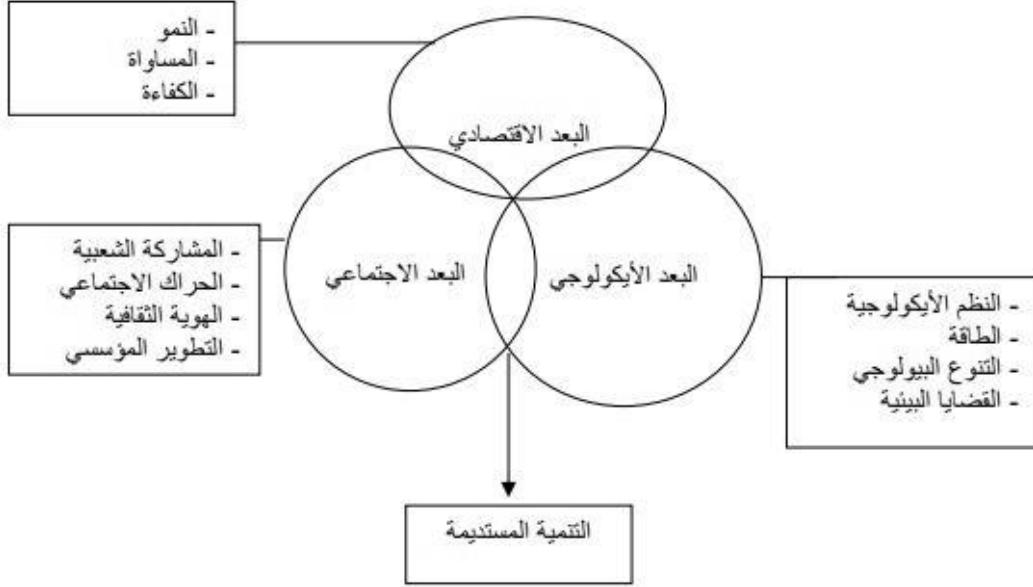 - النمو
- المساواة
- الكفاءة
البعد الاقتصادي
- المشاركة الشعبية
- الحراك الاجتماعي
- الهوية الثقافية
- التطوير المؤسسي
البعد الأيكولوجي
البعد الاجتماعي
- النظم الأيكولوجية
- الطاقة
- التنوع البيولوجي
- القضايا البيئية
التنمية المستديمة